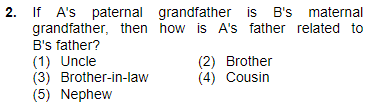 2. If A's paternal grandfather is B's maternal
grandfather, then how is A's father related to
B's father?
(1) Uncle (2) Brother
(3) Brother-in-law (4) Cousin
(5) Nephew